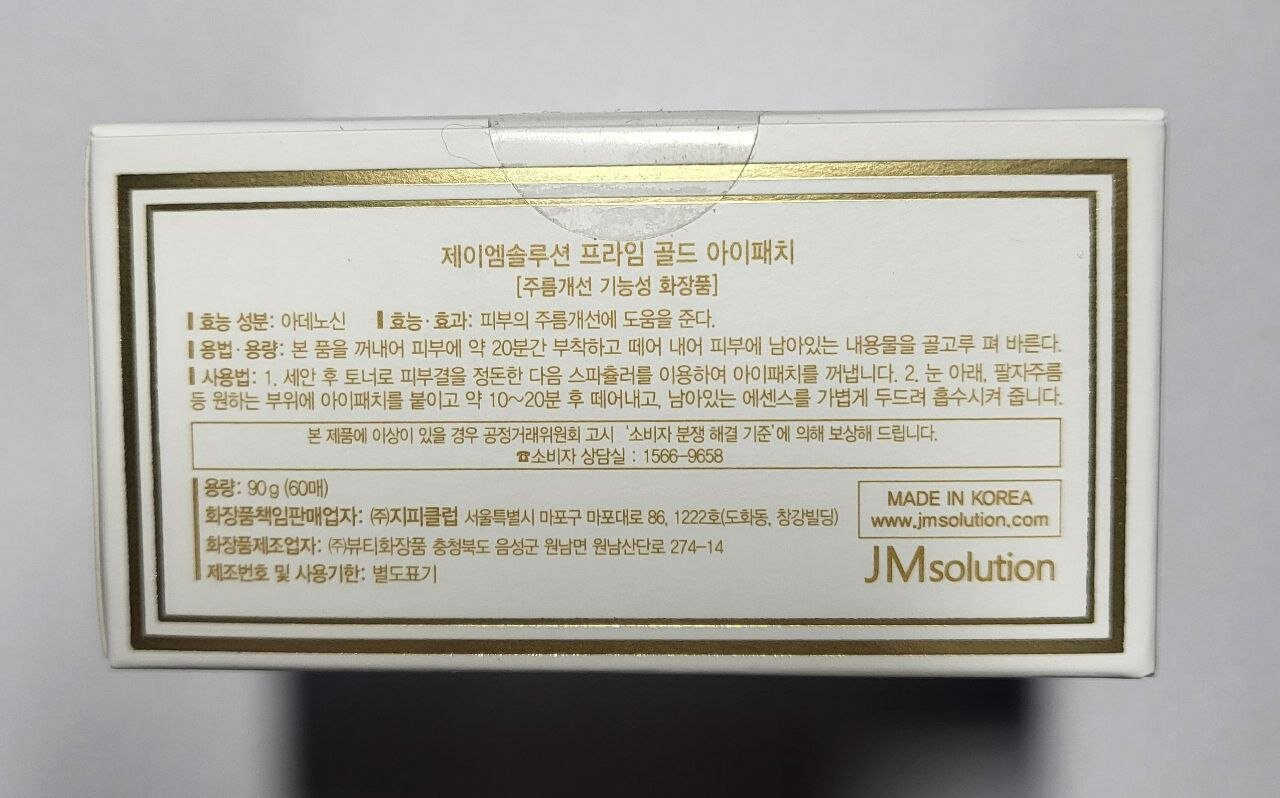 제이엠솔루션 프라임 골드 아이패치
[주름개선 기능성 화장품]
효능 성분: 아데노신 효능·효과: 피부의 주름개선에 도움을 준다.
용법·용량: 본 품을 꺼내어 피부에 약 20분간 부착하고 떼어 내어 피부에 남아있는 내용물을 골고루 펴 바른다.
사용법: 1. 세안 후 토너로 피부결을 정돈한 다음 스파츌러를 이용하여 아이패치를 꺼냅니다. 2. 눈 아래, 팔자주름
등 원하는 부위에 아이패치를 붙이고 약 10~20분 후 떼어내고, 남아있는 에센스를 가볍게 두드려 흡수시켜 줍니다.
본 제품에 이상이 있을 경우 공정거래위원회 고시 '소비자 분쟁 해결 기준'에 의해 보상해 드립니다.
☎소비자 상담실 : 1566-9658
용량: 90g (60매)
화장품책임판매업자: ㈜지피클럽 서울특별시 마포구 마포대로 86, 1222호(도화동, 창강빌딩)
화장품제조업자: ㈜뷰티화장품 충청북도 음성군 원남면 원남산단로 274-14
제조번호 및 사용기한: 별도표기
MADE IN KOREA
www.jmsolution.com
JMsolution